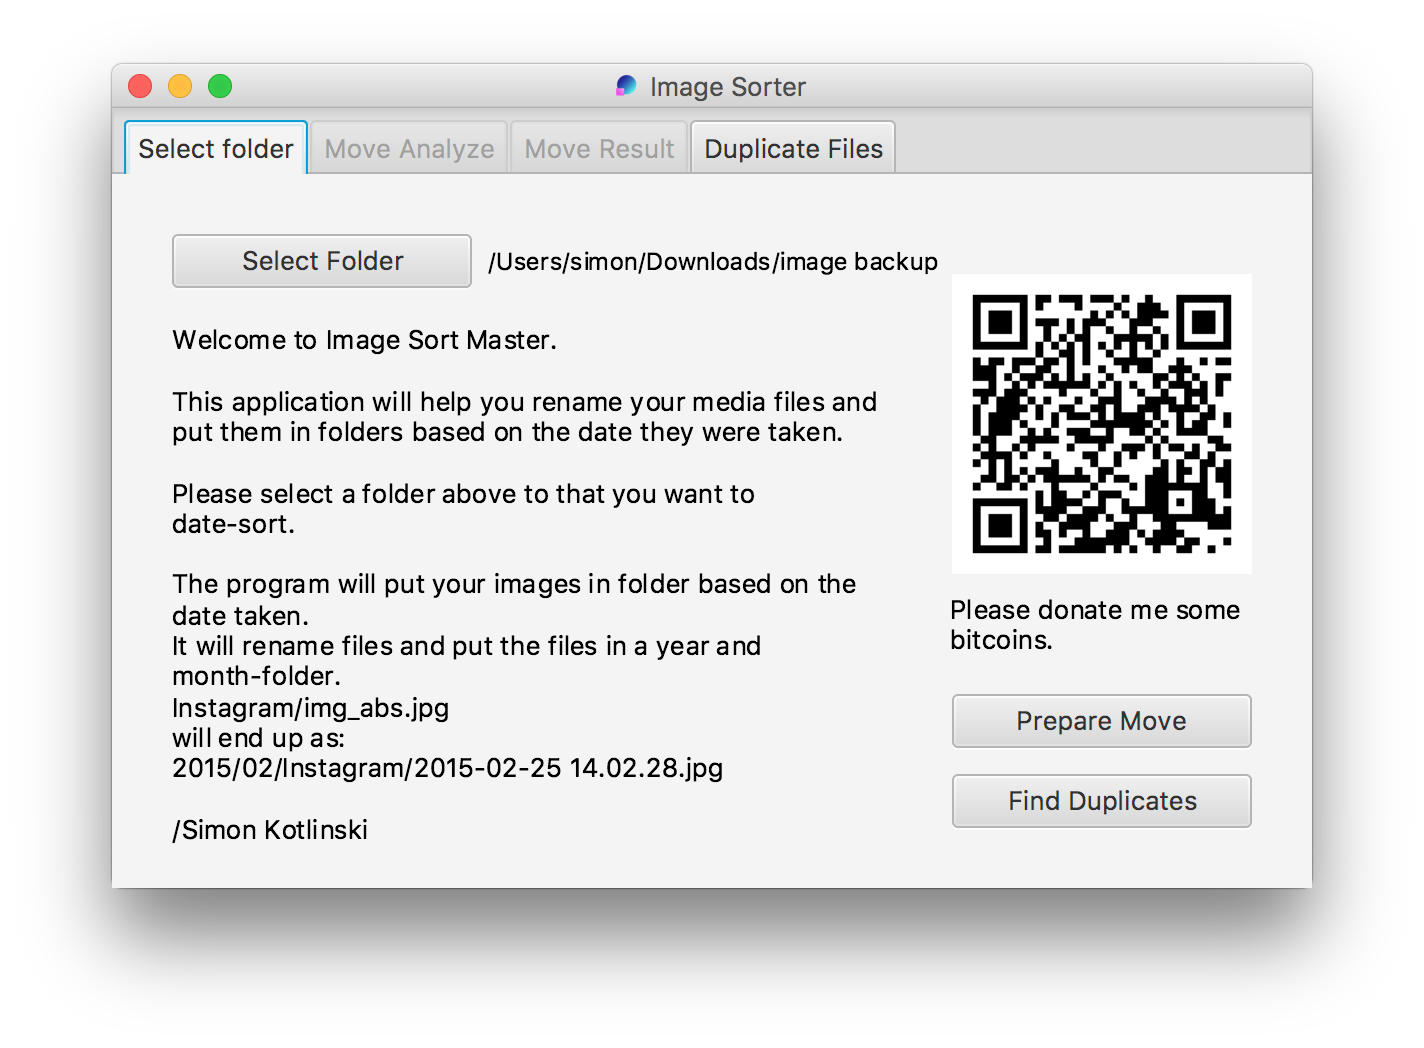 Image Sorter
Select folder
Move Analyze
Move Result
Duplicate Files
Select Folder
/Users/simon/Downloads/image backup
Welcome to Image Sort Master.
This application will help you rename your media files and
put them in folders based on the date they were taken.
Please select a folder above to that you want to
date-sort.
The program will put your images in folder based on the
date taken.
It will rename files and put the files in a year and
month-folder.
Instagram/img_abs.jpg
will end up as:
2015/02/Instagram/2015-02-25 14.02.28.jpg
/Simon Kotlinski
Please donate me some
bitcoins.
Prepare Move
Find Duplicates